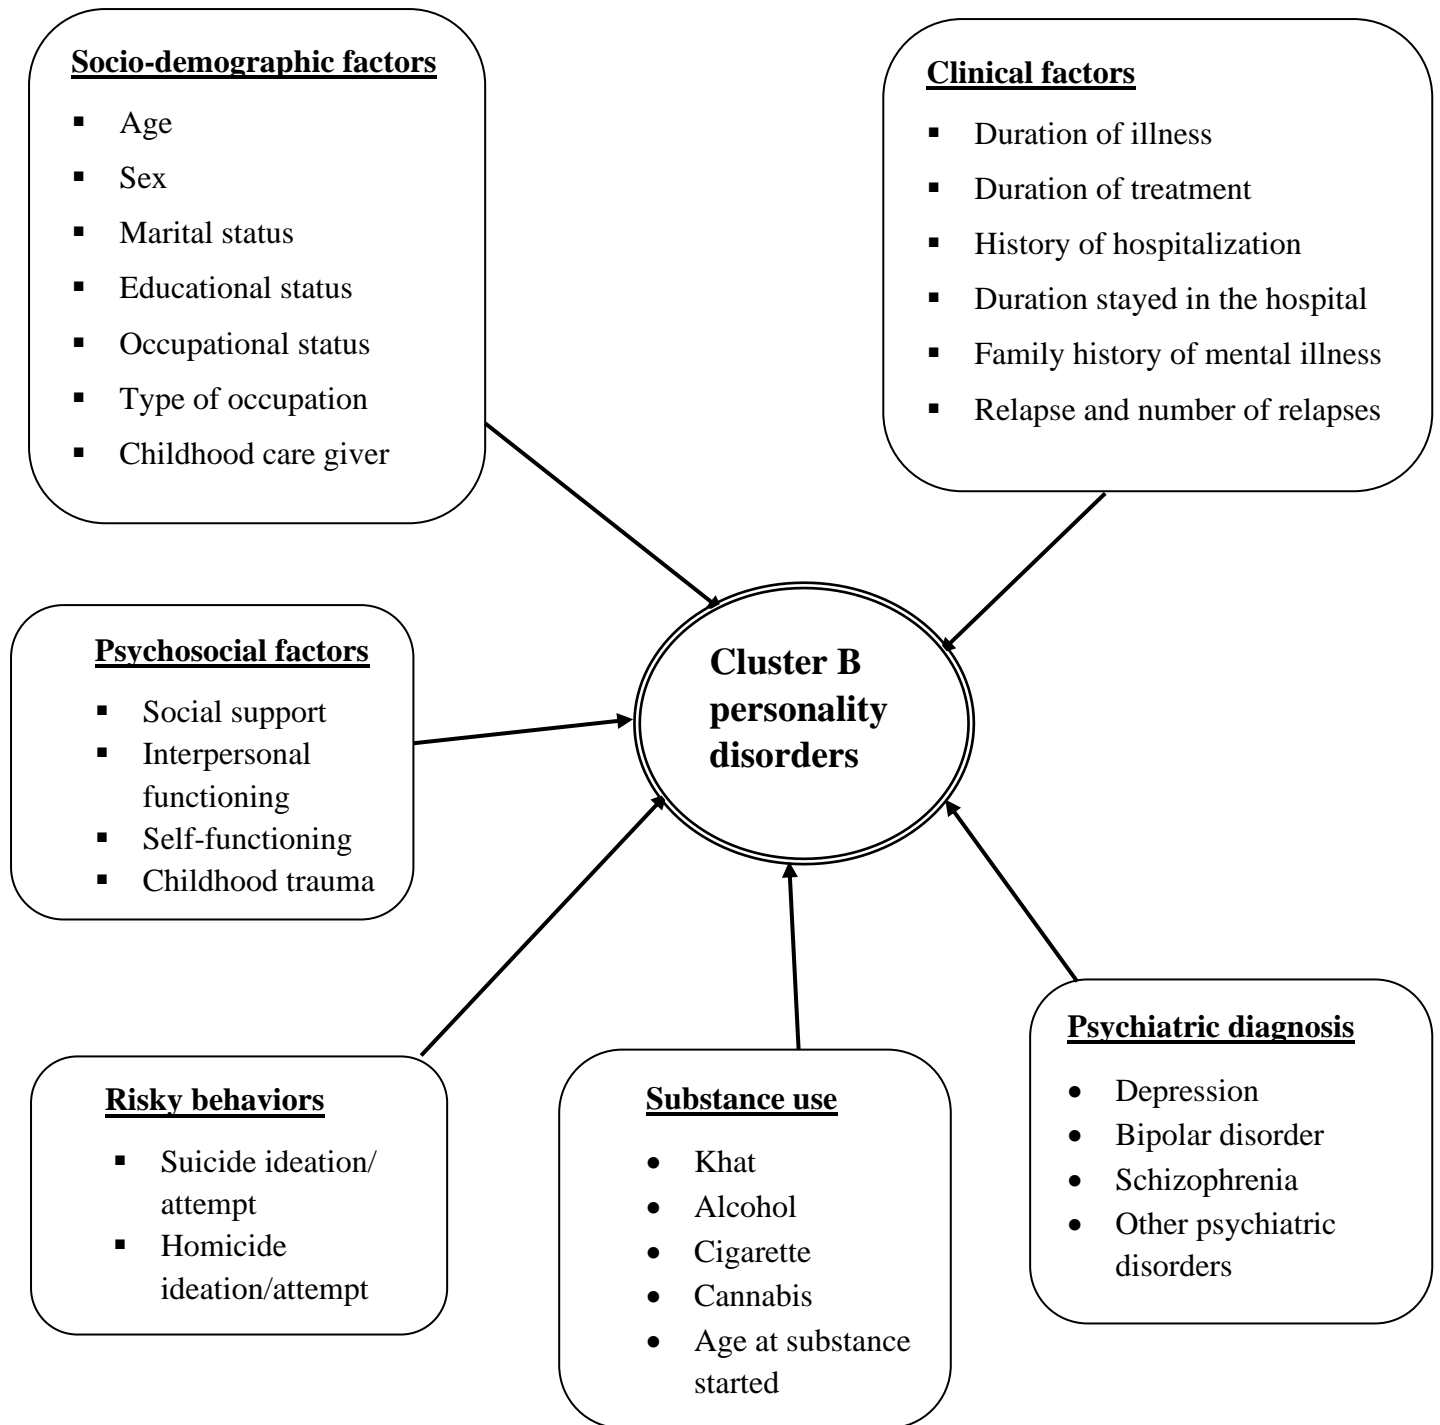 Socio-demographic factors
▪ Age
▪ Sex
▪ Marital status
▪ Educational status
▪ Occupational status
▪ Type of occupation
▪ Childhood care giver
Clinical factors
▪ Duration of illness
▪ Duration of treatment
▪ History of hospitalization
▪ Duration stayed in the hospital
▪ Family history of mental illness
▪ Relapse and number of relapses
Psychosocial factors
▪ Social support
▪ Interpersonal
functioning
▪ Self-functioning
▪ Childhood trauma
Cluster B
personality
disorders
Risky behaviors
▪ Suicide ideation/
attempt
▪ Homicide
ideation/attempt
Substance use
• Khat
• Alcohol
• Cigarette
• Cannabis
• Age at substance
started
Psychiatric diagnosis
• Depression
• Bipolar disorder
• Schizophrenia
• Other psychiatric
disorders